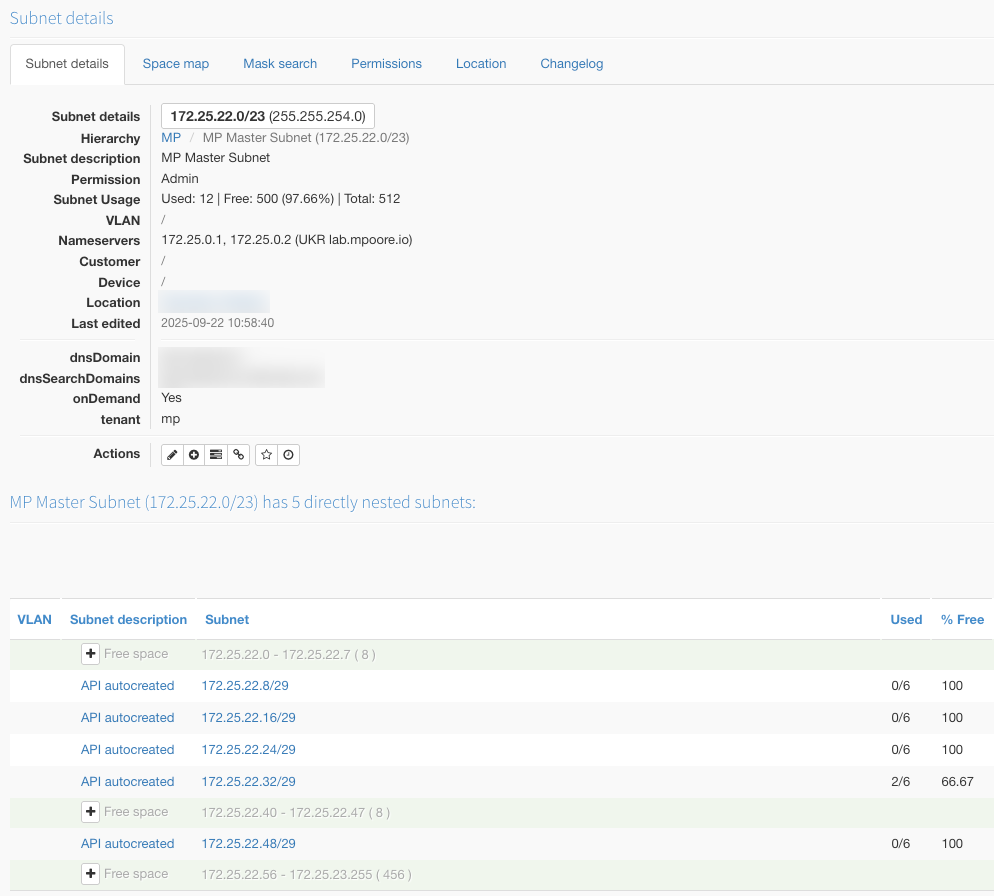 Subnet details
Subnet details Space map Mask search Permissions Location Changelog
Subnet details 172.25.22.0/23 (255.255.254.0)
Hierarchy MP / MP Master Subnet (172.25.22.0/23)
Subnet description MP Master Subnet
Permission Admin
Subnet Usage Used: 12 | Free: 500 (97.66%) | Total: 512
VLAN /
Nameservers 172.25.0.1, 172.25.0.2 (UKR lab.mpoore.io)
Customer /
Device /
Location
Last edited 2025-09-22 10:58:40
dnsDomain
dnsSearchDomains
onDemand Yes
tenant mp
Actions
MP Master Subnet (172.25.22.0/23) has 5 directly nested subnets:
VLAN Subnet description Subnet Used % Free
Free space 172.25.22.0 - 172.25.22.7 ( 8 )
API autocreated 172.25.22.8/29 0/6 100
API autocreated 172.25.22.16/29 0/6 100
API autocreated 172.25.22.24/29 0/6 100
API autocreated 172.25.22.32/29 2/6 66.67
Free space 172.25.22.40 - 172.25.22.47 ( 8 )
API autocreated 172.25.22.48/29 0/6 100
Free space 172.25.22.56 - 172.25.23.255 ( 456 )